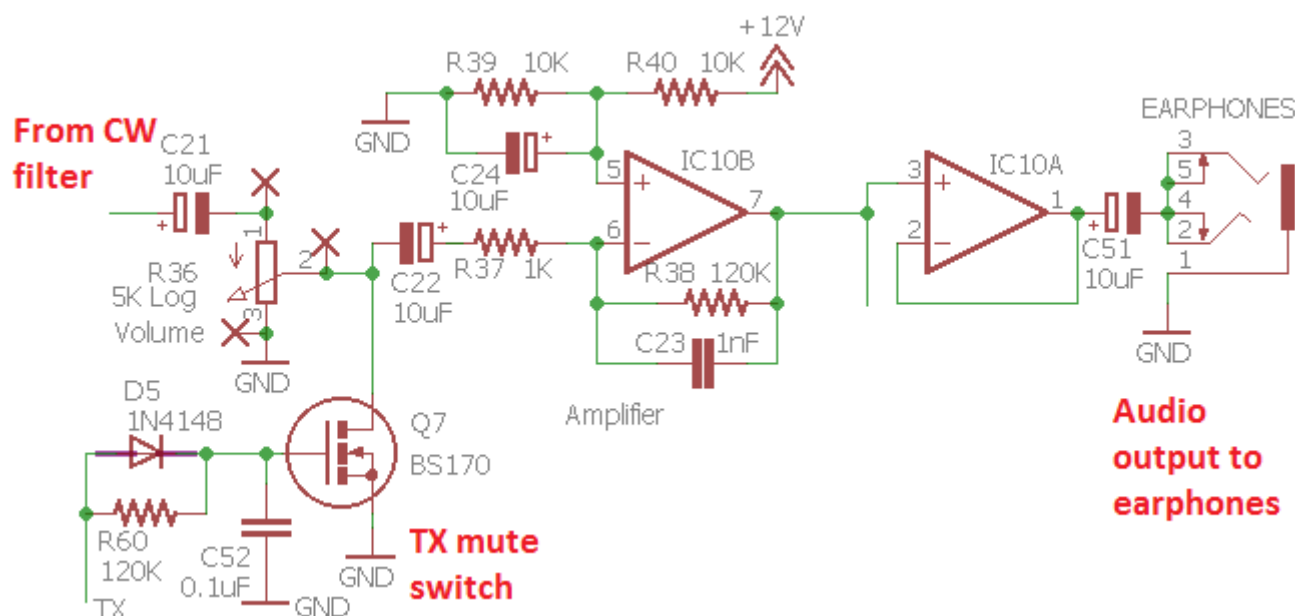 +12V
R39 10K
R40 10K
GND
From CW
filter
C21
10uF
+
C24
10uF
+
5
+
6
−
7
IC10B
3
+
2
−
1
IC10A
EARPHONES
3
5
4
2
1
+
C51
10uF
GND
1
2
3
R36
5K Log
Volume
GND
+
C22
10uF
R37 1K
R38 120K
C23 1nF
Amplifier
D5
1N4148
Q7
BS170
R60
120K
C52
0.1uF
GND
TX
GND
TX mute
switch
Audio
output to
earphones